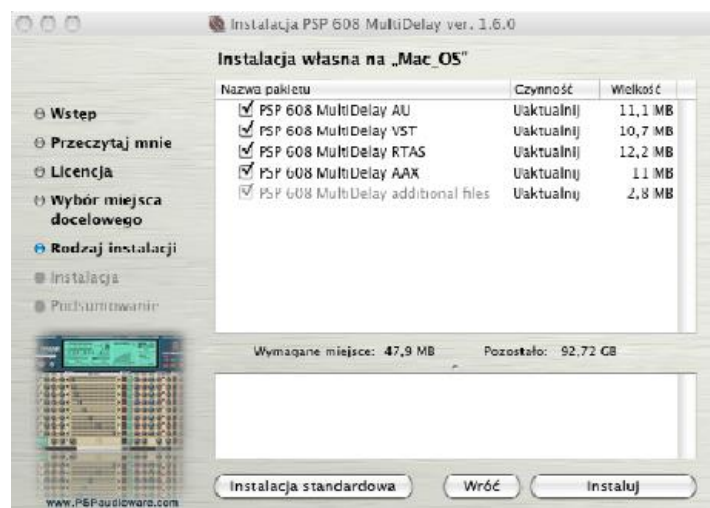 Instalacja PSP 608 MultiDelay ver. 1.6.0
Instalacja własna na „Mac_OS”
Nazwa pakietu Czynność Wielkość
PSP 608 MultiDelay AU Uaktualnij 11,1 MB
PSP 608 MultiDelay VST Uaktualnij 10,7 MB
PSP 608 MultiDelay RTAS Uaktualnij 12,2 MB
PSP 608 MultiDelay AAX Uaktualnij 11 MB
PSP 608 MultiDelay additional files Uaktualnij 2,8 MB
Wstęp
Przeczytaj mnie
Licencja
Wybór miejsca
docelowego
Rodzaj instalacji
Instalacja
Podsumowanie
Wymagane miejsce: 47,9 MB Pozostało: 92,72 GB
Instalacja standardowa Wróć Instaluj
www.PSPaudioware.com